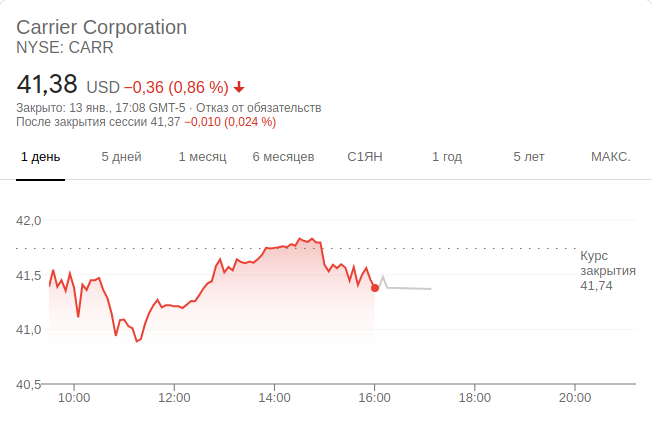 Carrier Corporation
NYSE: CARR
41,38 USD −0,36 (0,86 %)
Закрыто: 13 янв., 17:08 GMT-5 · Отказ от обязательств
После закрытия сессии 41,37 −0,010 (0,024 %)
1 день 5 дней 1 месяц 6 месяцев С1ЯН 1 год 5 лет МАКС.
42,0
Курс
закрытия
41,5
41,74
41,0
40,5
10:00 12:00 14:00 16:00 18:00 20:00